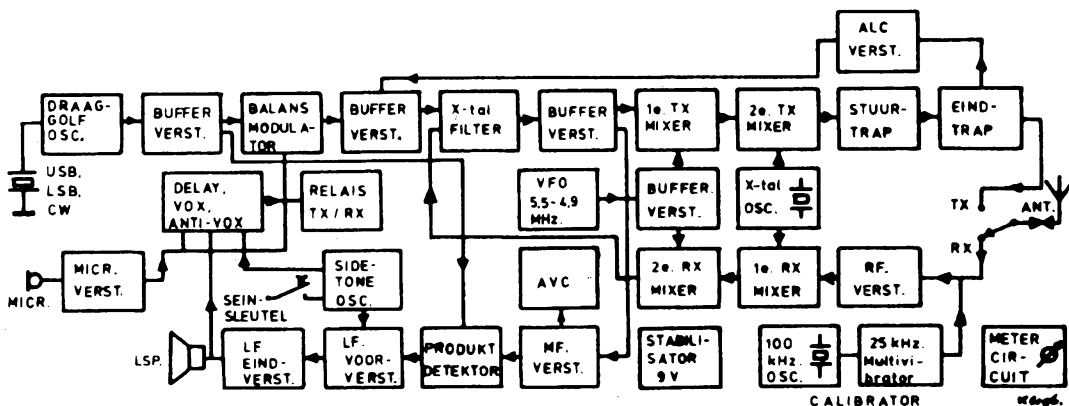 ALC
VERST.
DRAAG-
GOLF
OSC.
BUFFER
VERST.
BALANS
MODULA-
TOR
BUFFER
VERST.
X-tal
FILTER
BUFFER
VERST.
1e. TX
MIXER
2e. TX
MIXER
STUUR-
TRAP
EIND-
TRAP
USB,
LSB,
CW
DELAY,
VOX,
ANTI-VOX
RELAIS
TX/RX
VFO
5,5-4,9
MHz.
BUFFER.
VERST.
X-tal
OSC.
TX
ANT.
RX
MICR.
MICR.
VERST.
SEIN-
SLEUTEL
SIDE-
TONE
OSC.
AVC
2e. RX
MIXER
1e. RX
MIXER
RF.
VERST.
LSP.
LF
EIND-
VERST.
LF.
VOOR-
VERST.
PRODUKT
DETEKTOR
MF.
VERST.
STABILI-
SATOR
9V
100
kHz.
OSC.
25 kHz.
Multivi-
brator
METER
CIR-
CUIT
CALIBRATOR